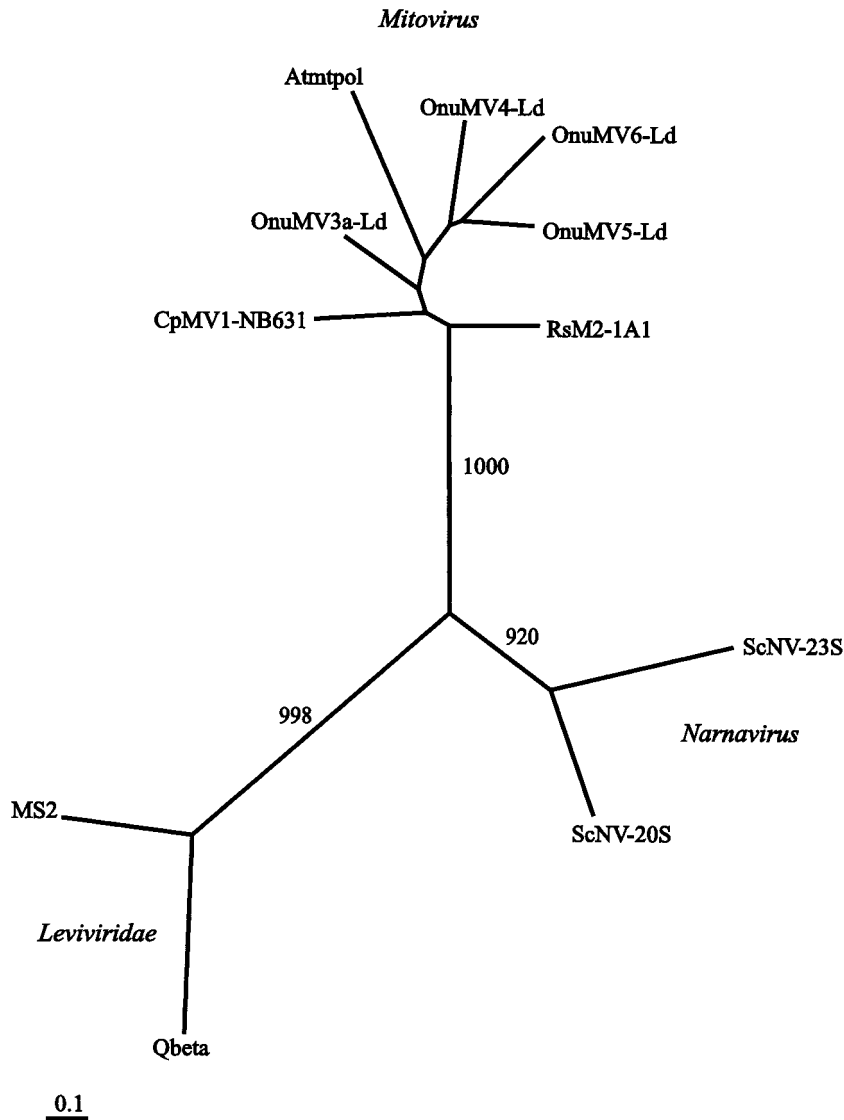 Mitovirus
Atmtpol
OnuMV4-Ld
OnuMV6-Ld
OnuMV3a-Ld
OnuMV5-Ld
CpMV1-NB631
RsM2-1A1
1000
920
ScNV-23S
998
Narnavirus
MS2
ScNV-20S
Leviviridae
Qbeta
0.1